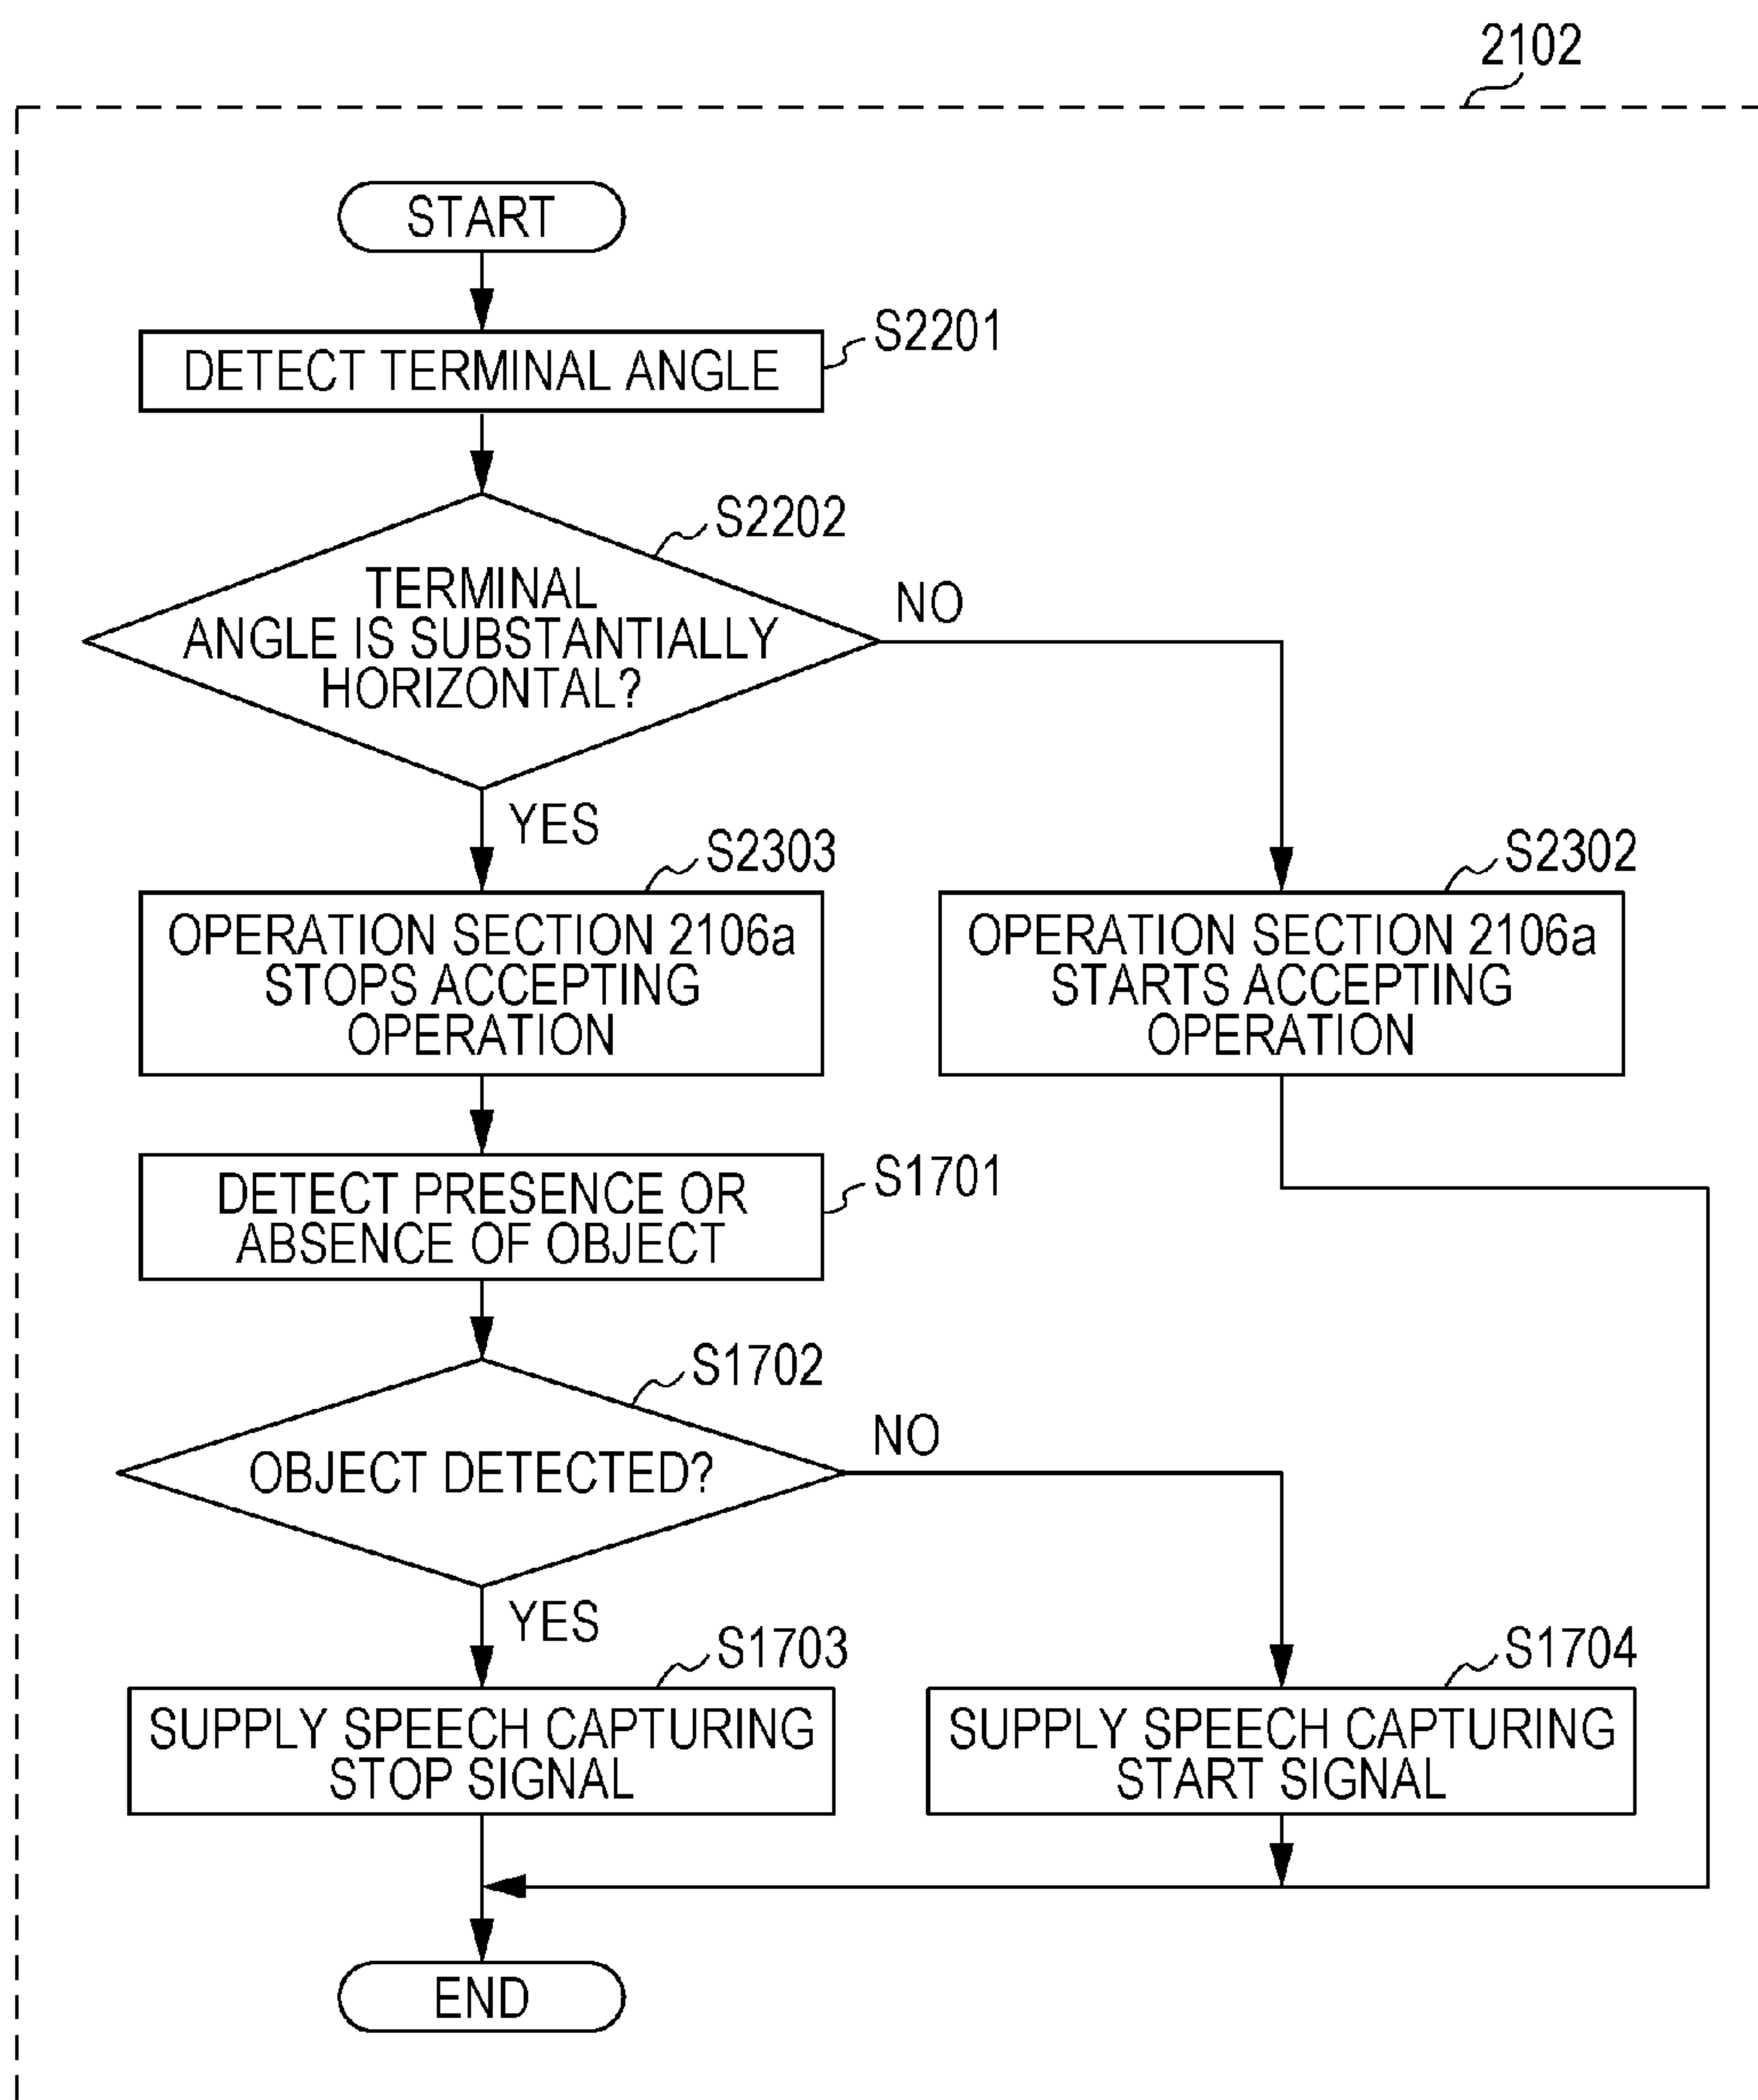 2102
START
S2201
DETECT TERMINAL ANGLE
S2202
TERMINAL
ANGLE IS SUBSTANTIALLY
HORIZONTAL?
NO
YES
S2303
OPERATION SECTION 2106a
STOPS ACCEPTING
OPERATION
S2302
OPERATION SECTION 2106a
STARTS ACCEPTING
OPERATION
S1701
DETECT PRESENCE OR
ABSENCE OF OBJECT
S1702
OBJECT DETECTED?
NO
YES
S1703
SUPPLY SPEECH CAPTURING
STOP SIGNAL
S1704
SUPPLY SPEECH CAPTURING
START SIGNAL
END